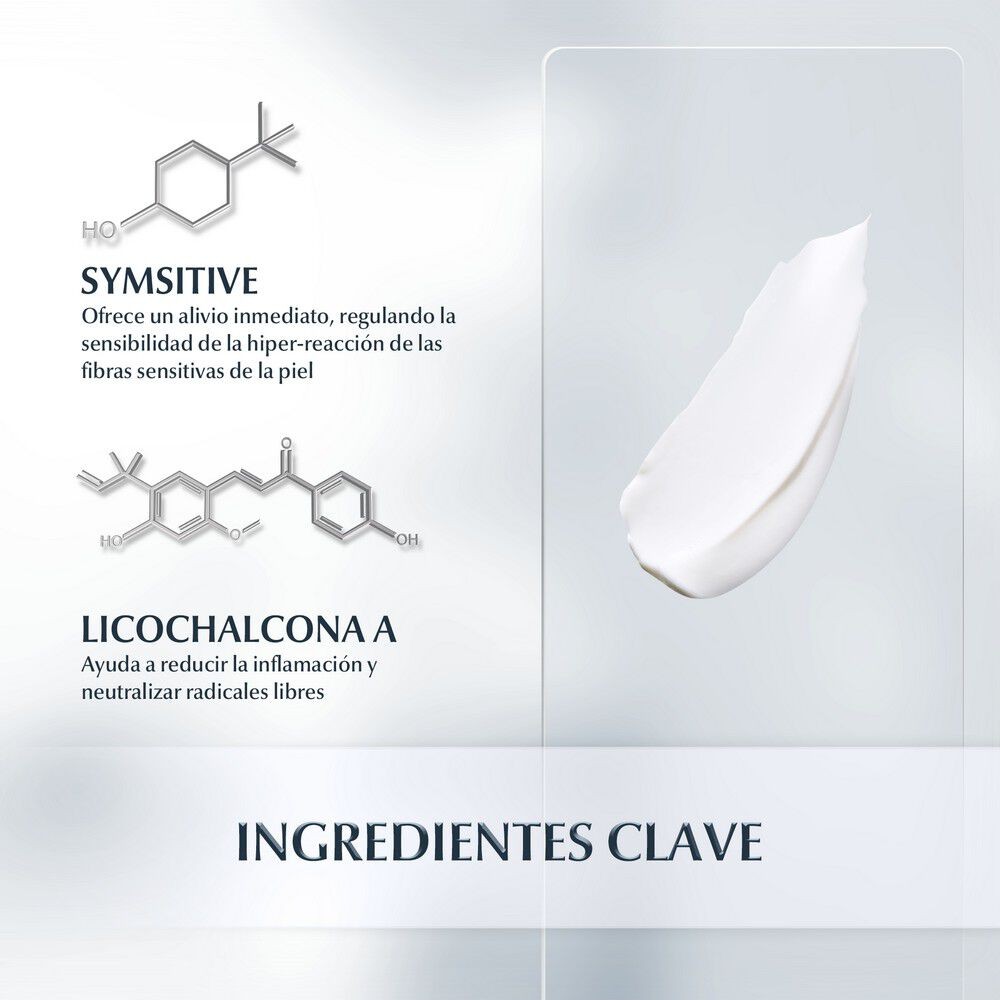 HO
SYMSITIVE
Ofrece un alivio inmediato, regulando la
sensibilidad de la hiper-reacción de las
fibras sensitivas de la piel
O
HO
O
OH
LICOCHALCONA A
Ayuda a reducir la inflamación y
neutralizar radicales libres
INGREDIENTES CLAVE